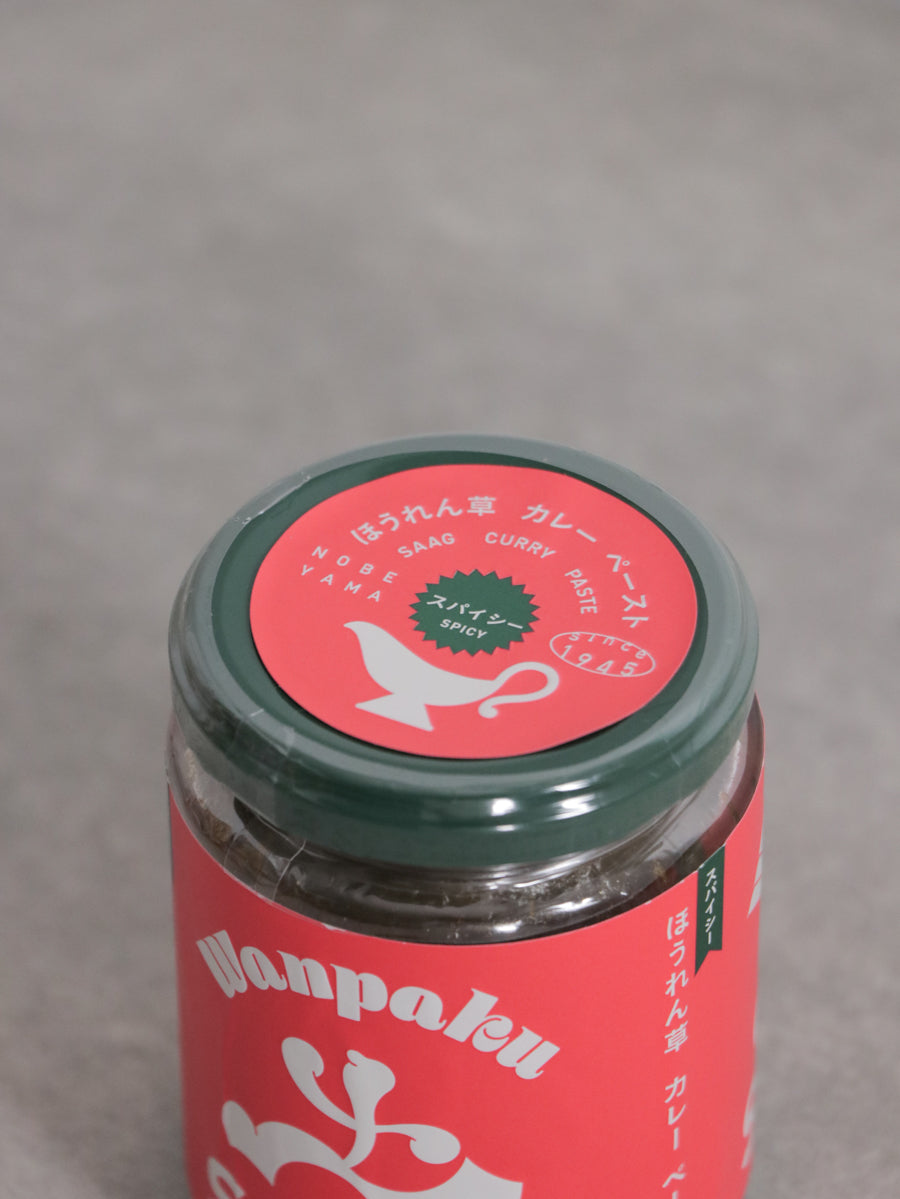 ほうれん草 カレー ペースト
SAAG CURRY PASTE
NOBE
YAMA
スパイシー
SPICY
since
1945
Wanpaku
スパイシー
ほうれん草 カレー